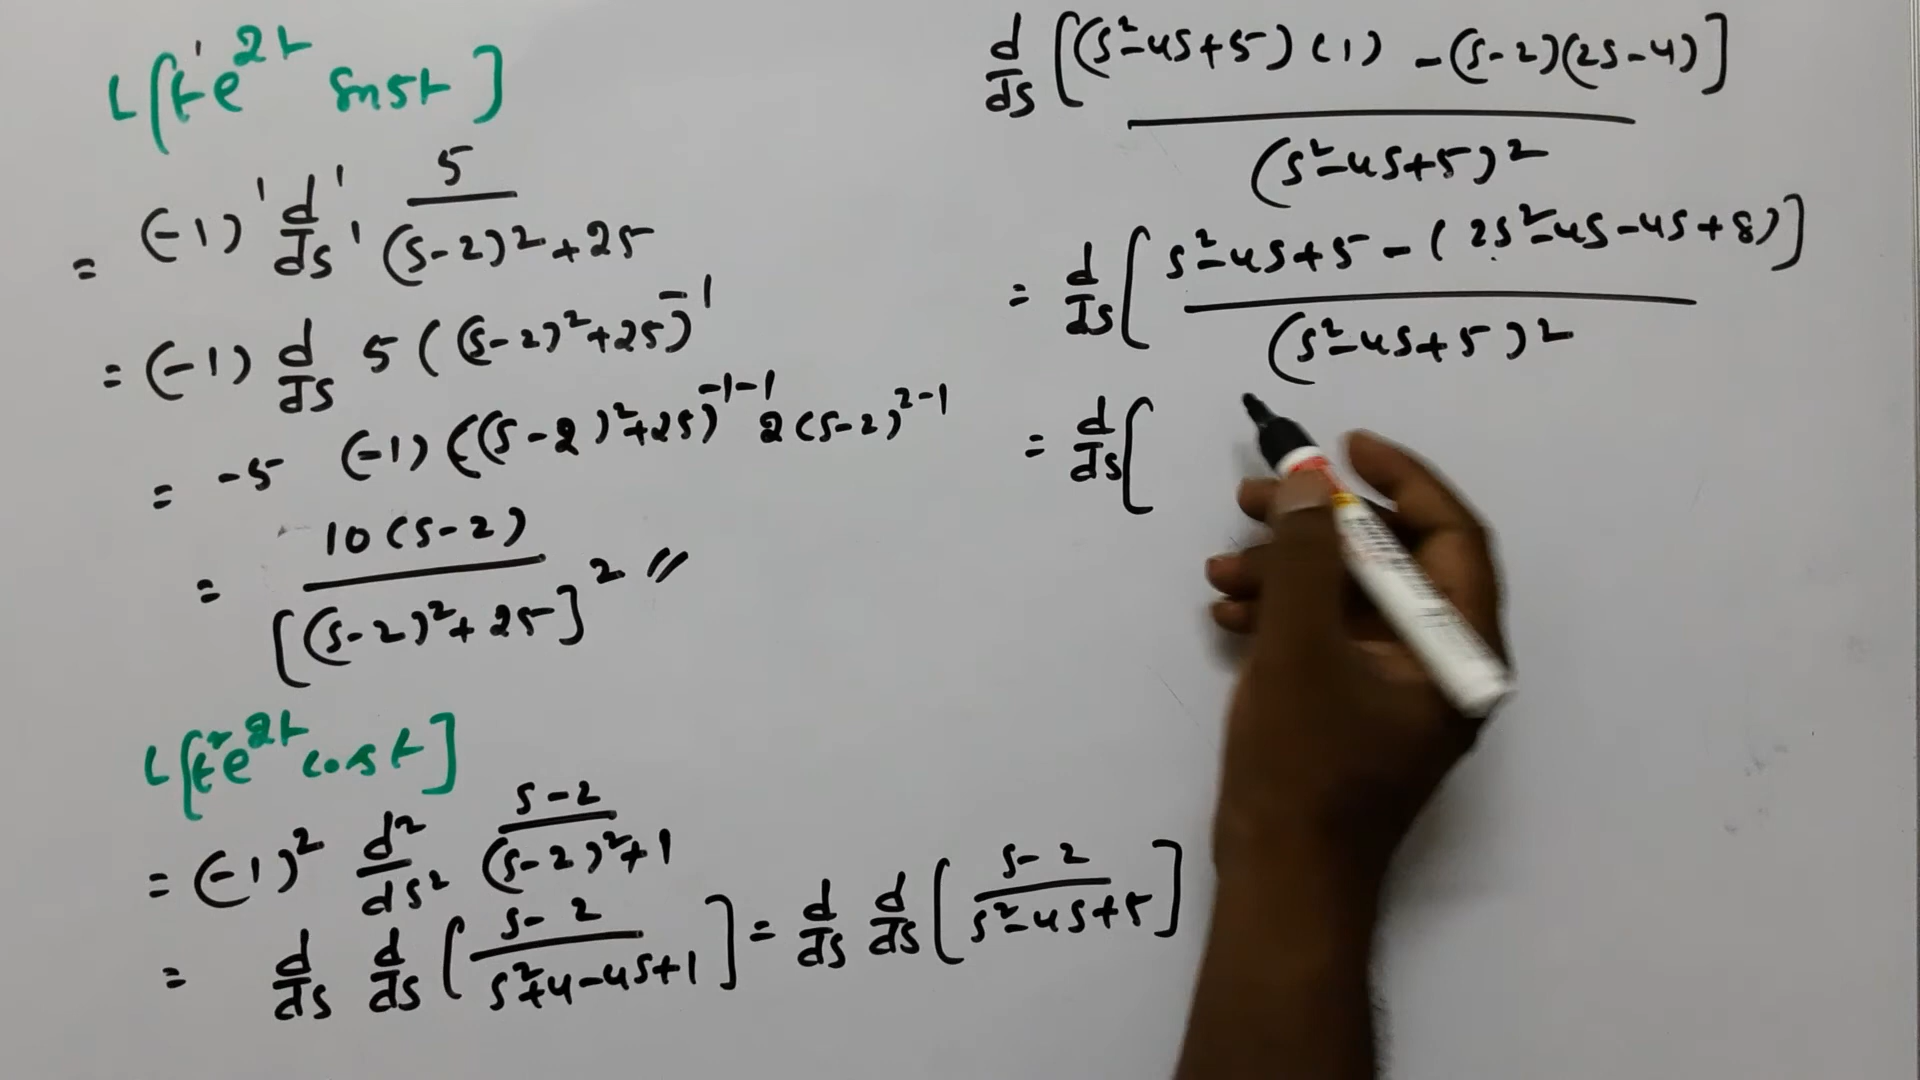 L[t¹e^2t sin5t]
= (-1)¹ d¹/ds¹ 5/((s-2)²+25)
= (-1) d/ds 5((s-2)²+25)^-1
= -5 (-1)((s-2)²+25)^-1-1 2(s-2)^2-1
= 10(s-2)/[(s-2)²+25]² //
L[t²e^2t cost]
= (-1)² d²/ds² (s-2)/((s-2)²+1)
= d/ds d/ds [(s-2)/(s²+4-4s+1)] = d/ds d/ds [(s-2)/(s²-4s+5)]
d/ds [(s²-4s+5)(1) - (s-2)(2s-4)]/(s²-4s+5)²
= d/ds [s²-4s+5-(2s²-4s-4s+8)]/(s²-4s+5)²
= d/ds [